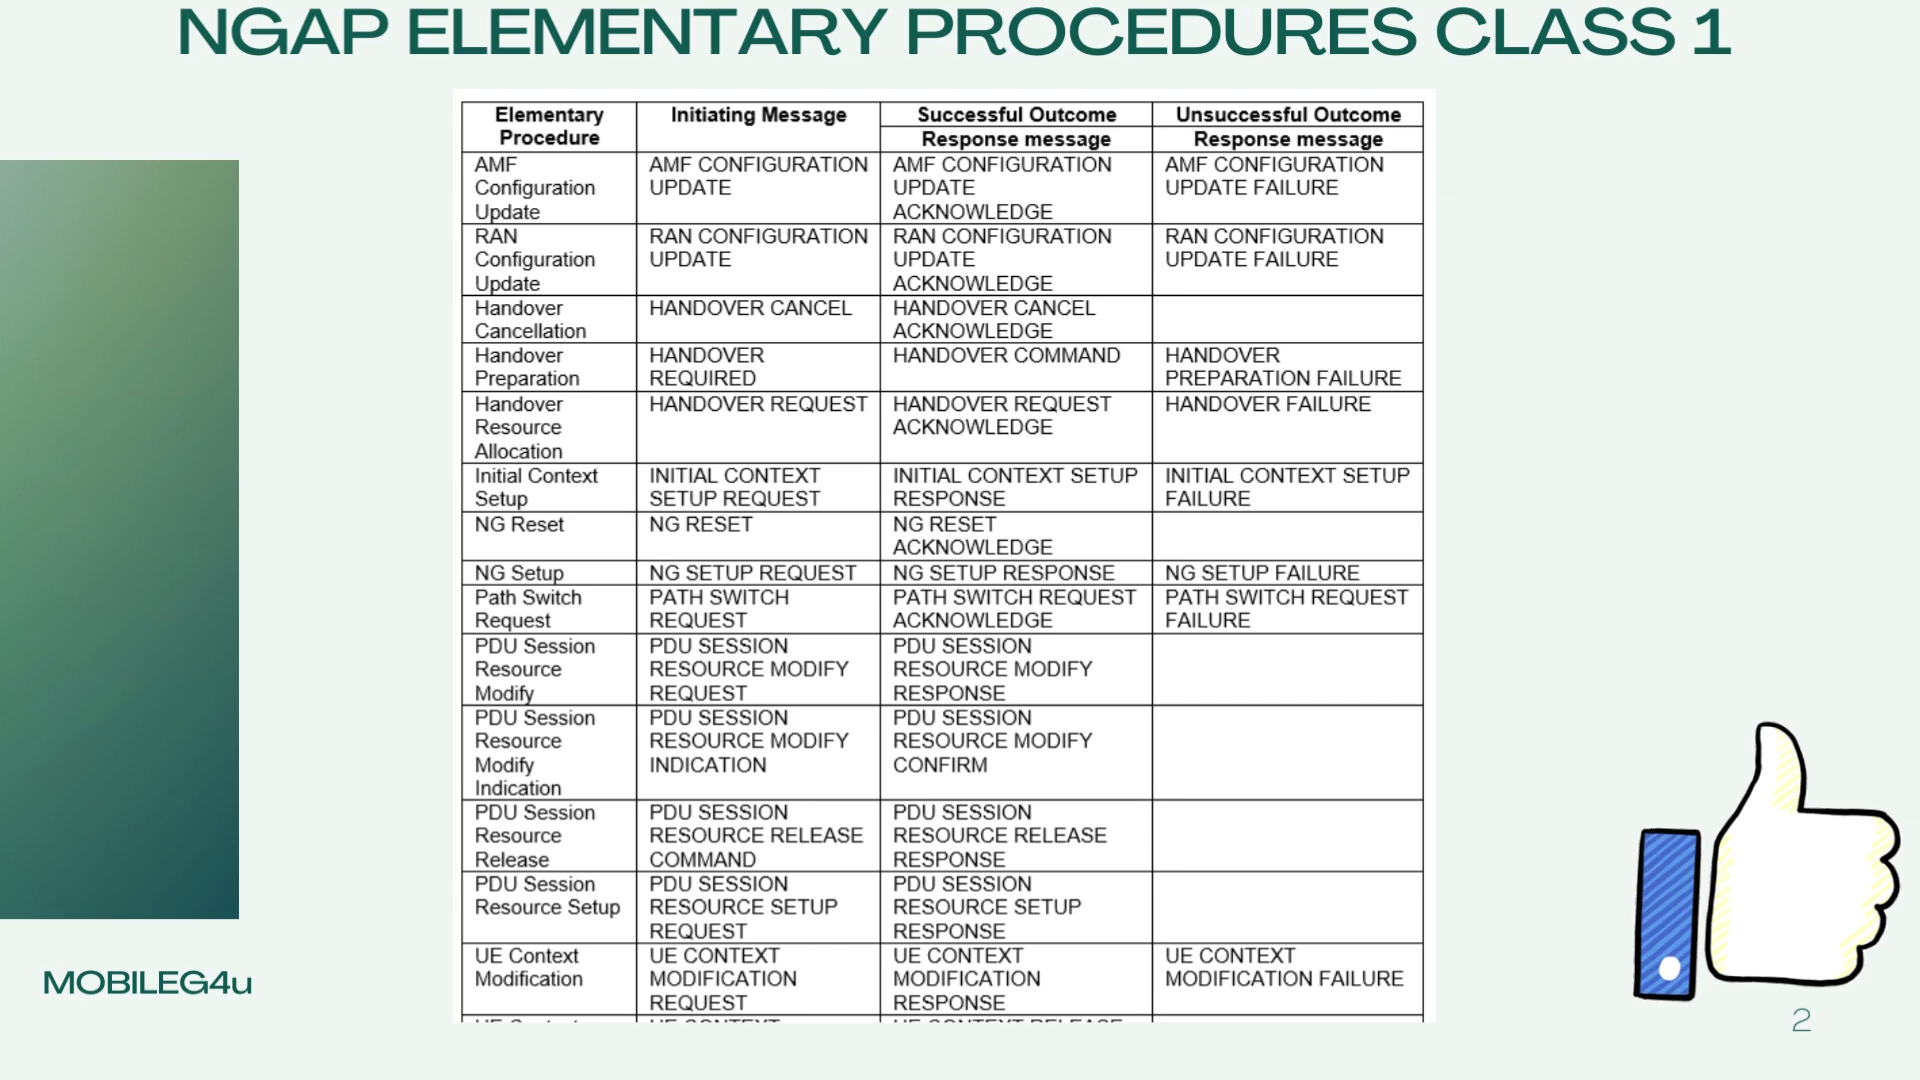 NGAP ELEMENTARY PROCEDURES CLASS 1
Elementary Procedure | Initiating Message | Successful Outcome | Unsuccessful Outcome
Response message | Response message
AMF Configuration Update | AMF CONFIGURATION UPDATE | AMF CONFIGURATION UPDATE ACKNOWLEDGE | AMF CONFIGURATION UPDATE FAILURE
RAN Configuration Update | RAN CONFIGURATION UPDATE | RAN CONFIGURATION UPDATE ACKNOWLEDGE | RAN CONFIGURATION UPDATE FAILURE
Handover Cancellation | HANDOVER CANCEL | HANDOVER CANCEL ACKNOWLEDGE
Handover Preparation | HANDOVER REQUIRED | HANDOVER COMMAND | HANDOVER PREPARATION FAILURE
Handover Resource Allocation | HANDOVER REQUEST | HANDOVER REQUEST ACKNOWLEDGE | HANDOVER FAILURE
Initial Context Setup | INITIAL CONTEXT SETUP REQUEST | INITIAL CONTEXT SETUP RESPONSE | INITIAL CONTEXT SETUP FAILURE
NG Reset | NG RESET | NG RESET ACKNOWLEDGE
NG Setup | NG SETUP REQUEST | NG SETUP RESPONSE | NG SETUP FAILURE
Path Switch Request | PATH SWITCH REQUEST | PATH SWITCH REQUEST ACKNOWLEDGE | PATH SWITCH REQUEST FAILURE
PDU Session Resource Modify | PDU SESSION RESOURCE MODIFY REQUEST | PDU SESSION RESOURCE MODIFY RESPONSE
PDU Session Resource Modify Indication | PDU SESSION RESOURCE MODIFY INDICATION | PDU SESSION RESOURCE MODIFY CONFIRM
PDU Session Resource Release | PDU SESSION RESOURCE RELEASE COMMAND | PDU SESSION RESOURCE RELEASE RESPONSE
PDU Session Resource Setup | PDU SESSION RESOURCE SETUP REQUEST | PDU SESSION RESOURCE SETUP RESPONSE
UE Context Modification | UE CONTEXT MODIFICATION REQUEST | UE CONTEXT MODIFICATION RESPONSE | UE CONTEXT MODIFICATION FAILURE
MOBILEG4u
2